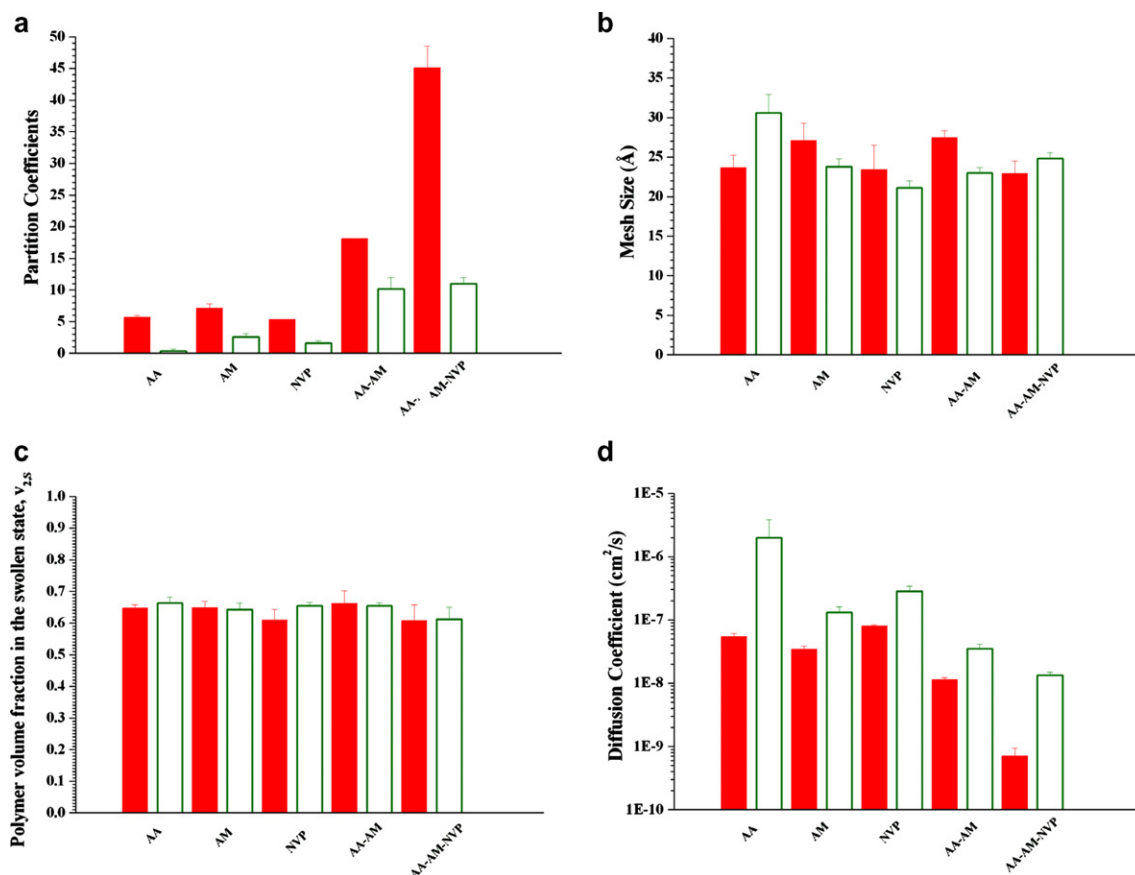 a
Partition Coefficients
50
45
40
35
30
25
20
15
10
5
0
AA
AM
NVP
AA-AM
AA-. AM-NVP
b
Mesh Size (Å)
40
35
30
25
20
15
10
5
0
AA
AM
NVP
AA-AM
AA-AM-NVP
c
Polymer volume fraction in the swollen state, v2,S
1.0
0.9
0.8
0.7
0.6
0.5
0.4
0.3
0.2
0.1
0.0
AA
AM
NVP
AA-AM
AA-AM-NVP
d
Diffusion Coefficient (cm²/s)
1E-5
1E-6
1E-7
1E-8
1E-9
1E-10
AA
AM
NVP
AA-AM
AA-AM-NVP